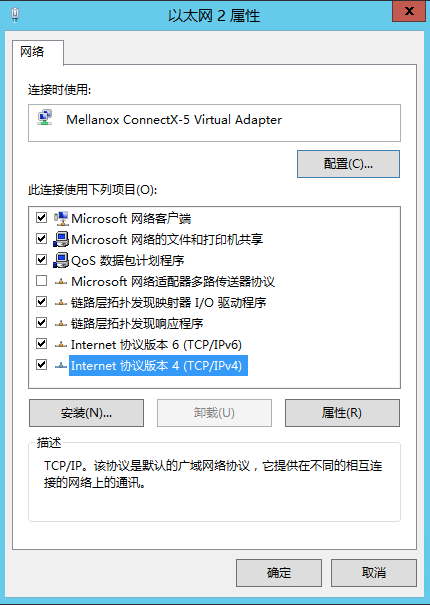 以太网 2 属性
网络
连接时使用:
Mellanox ConnectX-5 Virtual Adapter
配置(C)...
此连接使用下列项目(O):
Microsoft 网络客户端
Microsoft 网络的文件和打印机共享
QoS 数据包计划程序
Microsoft 网络适配器多路传送器协议
链路层拓扑发现映射器 I/O 驱动程序
链路层拓扑发现响应程序
Internet 协议版本 6 (TCP/IPv6)
Internet 协议版本 4 (TCP/IPv4)
安装(N)... 卸载(U) 属性(R)
描述
TCP/IP。该协议是默认的广域网络协议，它提供在不同的相互连
接的网络上的通讯。
确定 取消